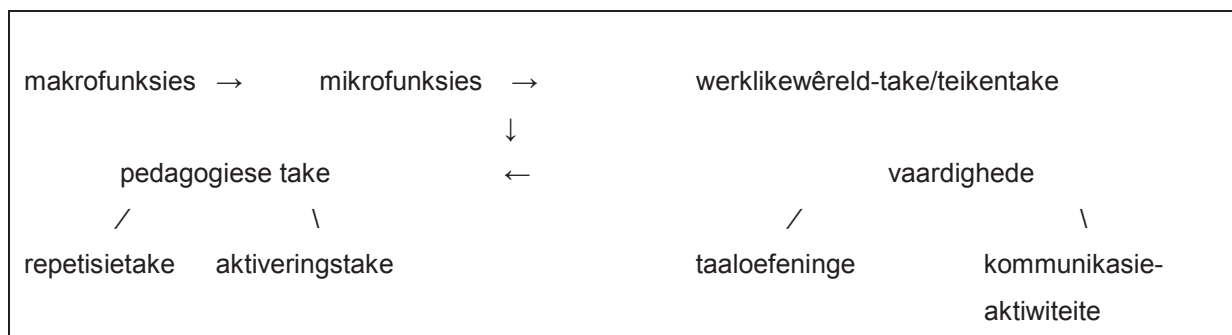 makrofunksies → mikrofunksies → werklikewêreld-take/teikentake
↓
pedagogiese take ← vaardighede
/ \ / \
repetisietake aktiveringstake taaloefeninge kommunikasie-
aktiwiteite